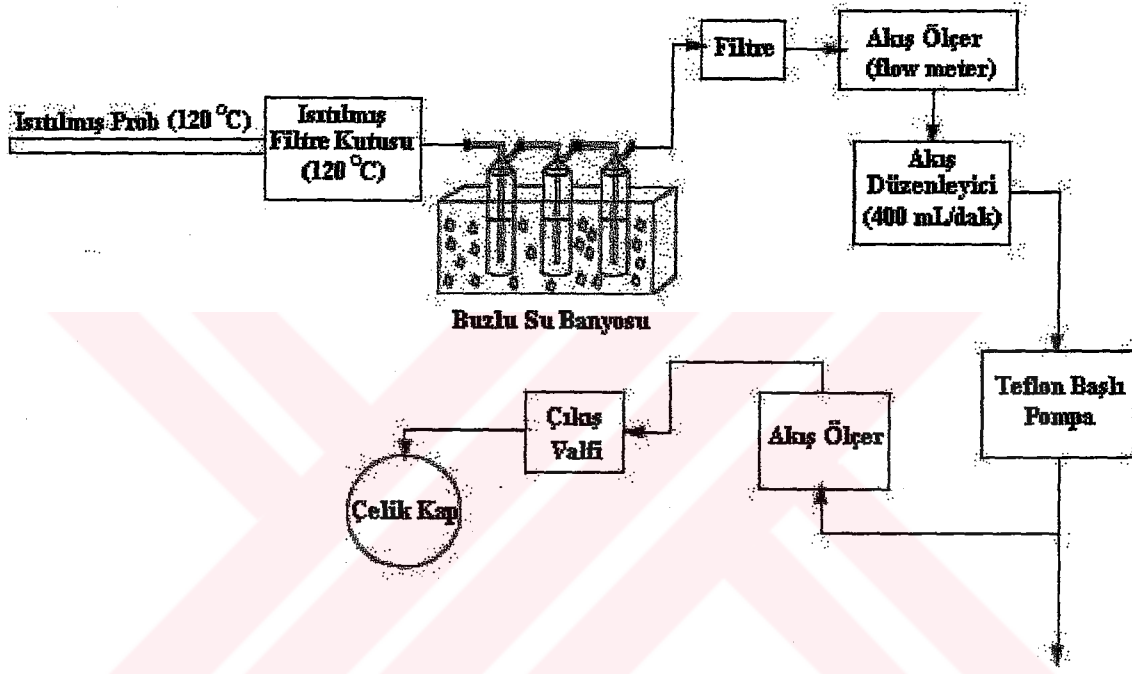 Isıtılmış Prob (120 °C)
Isıtılmış
Filtre Kutusu
(120 °C)
Buzlu Su Banyosu
Filtre
Akış Ölçer
(flow meter)
Akış
Düzenleyici
(400 mL/dak)
Teflon Başlı
Pompa
Akış Ölçer
Çıkış
Valfi
Çelik Kap